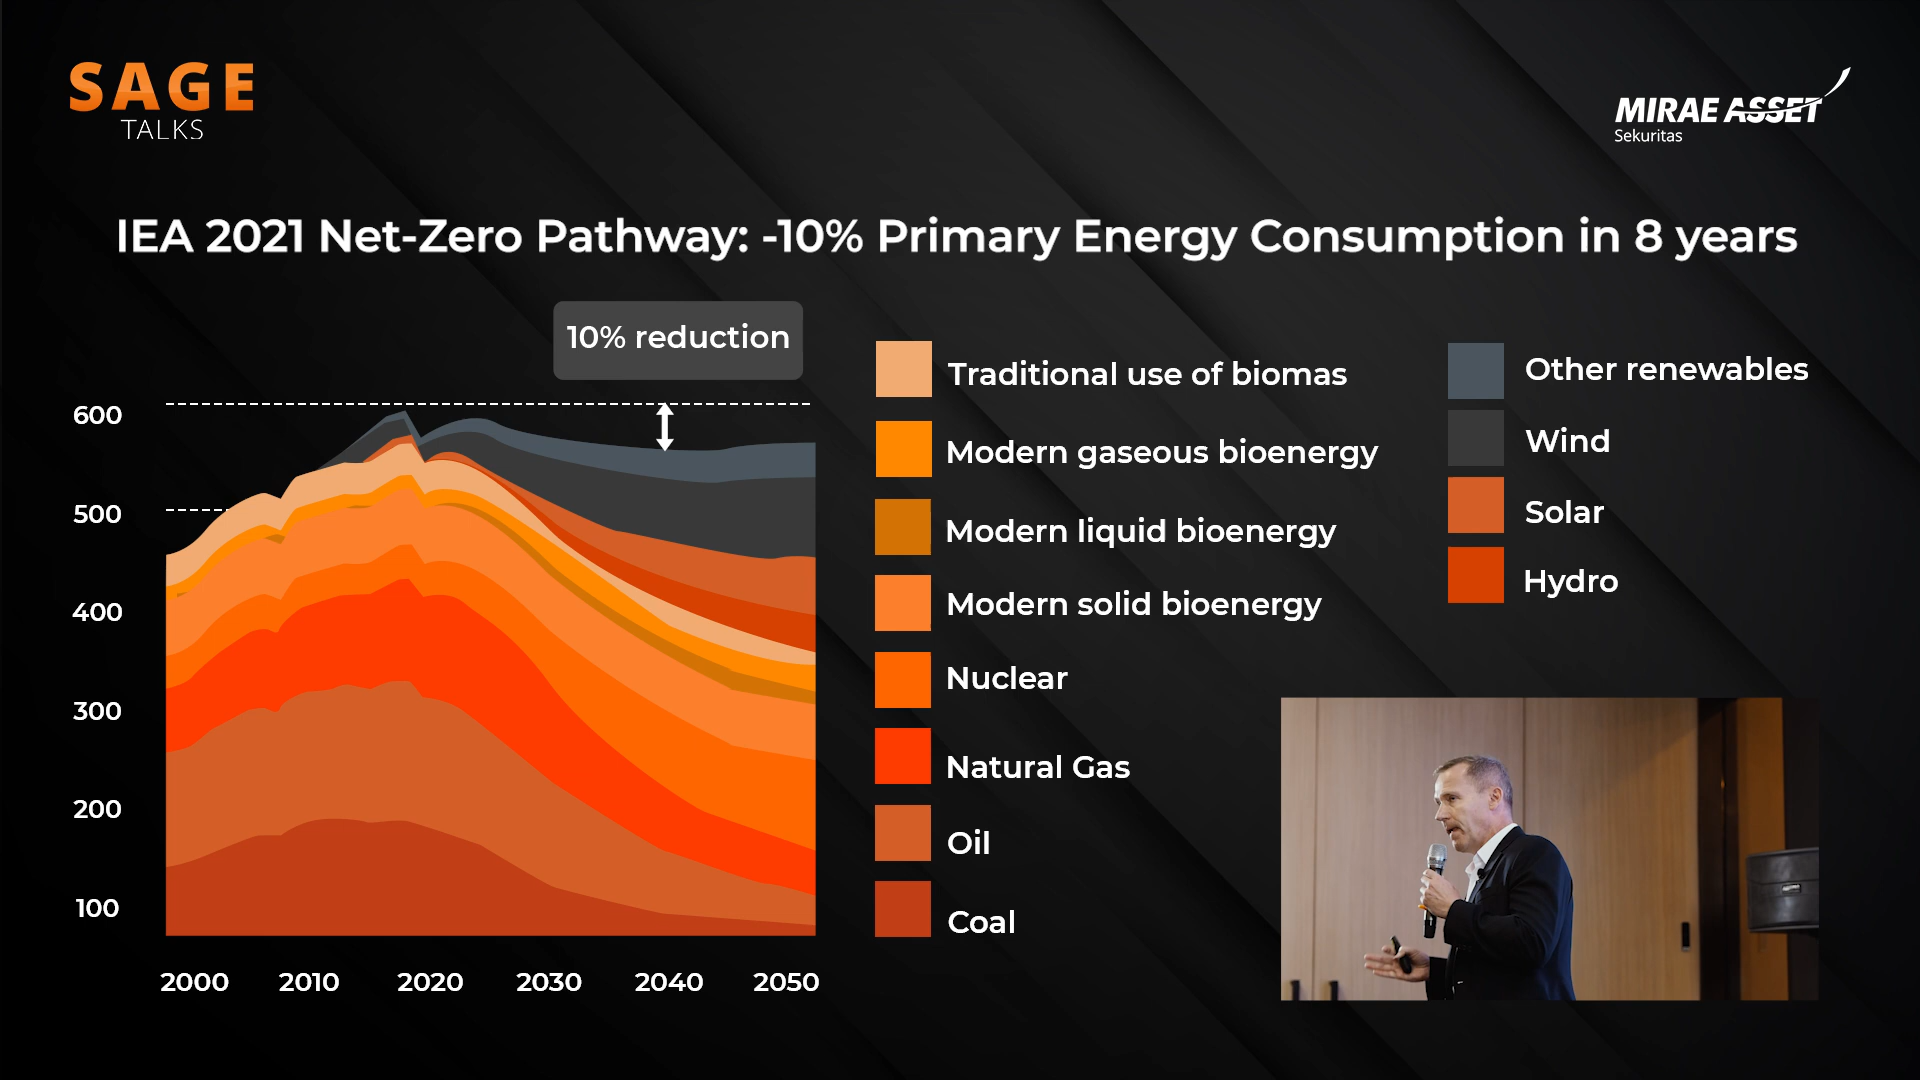 SAGE
TALKS
MIRAE ASSET
Sekuritas
IEA 2021 Net-Zero Pathway: -10% Primary Energy Consumption in 8 years
10% reduction
600
500
400
300
200
100
2000 2010 2020 2030 2040 2050
Traditional use of biomas
Modern gaseous bioenergy
Modern liquid bioenergy
Modern solid bioenergy
Nuclear
Natural Gas
Oil
Coal
Other renewables
Wind
Solar
Hydro